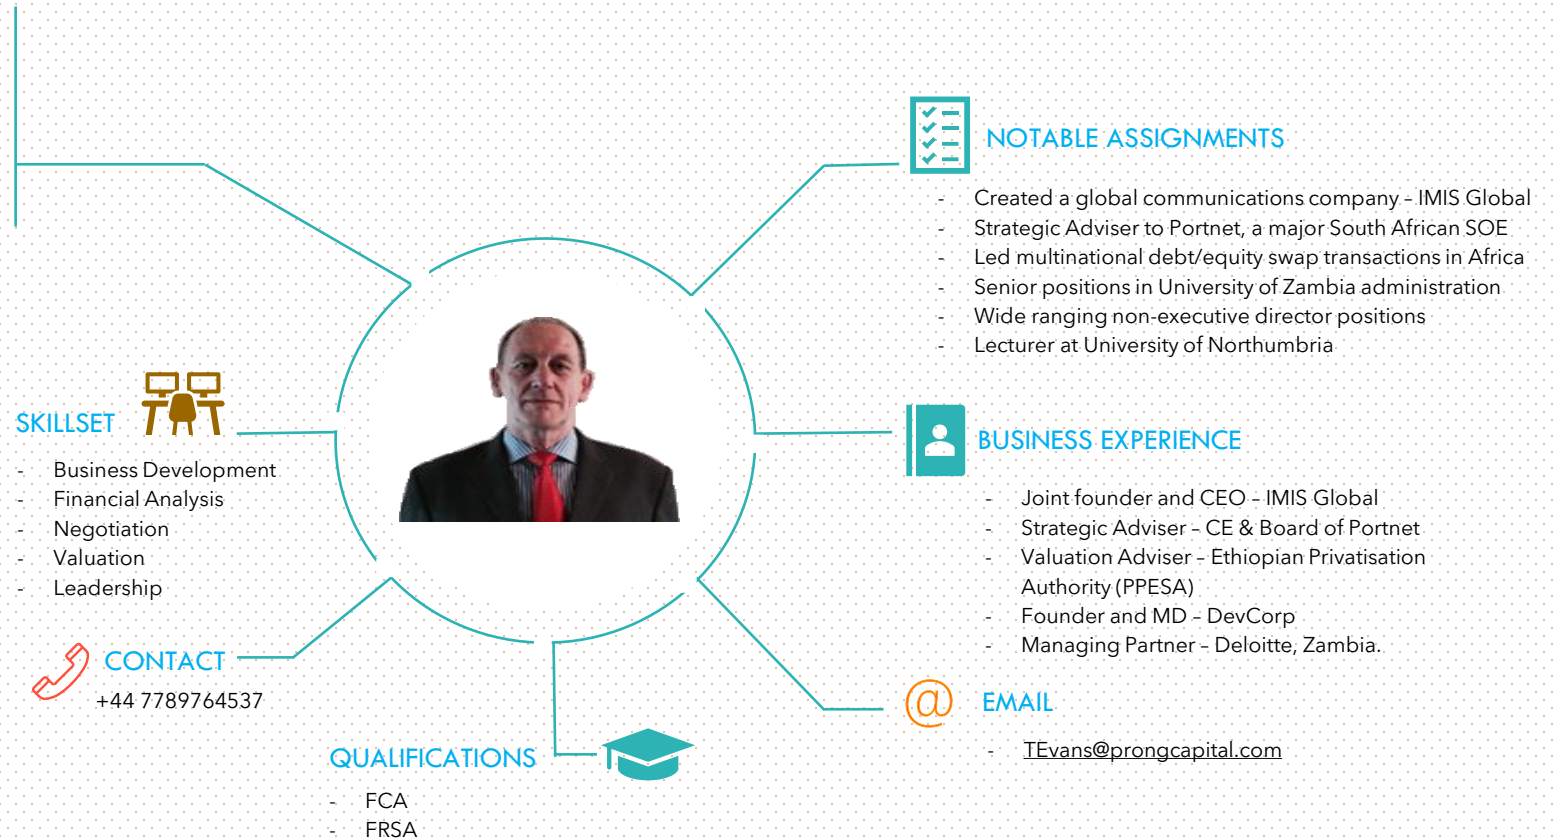 NOTABLE ASSIGNMENTS
- Created a global communications company – IMIS Global
- Strategic Adviser to Portnet, a major South African SOE
- Led multinational debt/equity swap transactions in Africa
- Senior positions in University of Zambia administration
- Wide ranging non-executive director positions
- Lecturer at University of Northumbria
SKILLSET
- Business Development
- Financial Analysis
- Negotiation
- Valuation
- Leadership
BUSINESS EXPERIENCE
- Joint founder and CEO – IMIS Global
- Strategic Adviser – CE & Board of Portnet
- Valuation Adviser – Ethiopian Privatisation
Authority (PPESA)
- Founder and MD – DevCorp
- Managing Partner – Deloitte, Zambia.
CONTACT
+44 7789764537
@ EMAIL
- TEvans@prongcapital.com
QUALIFICATIONS
- FCA
- FRSA